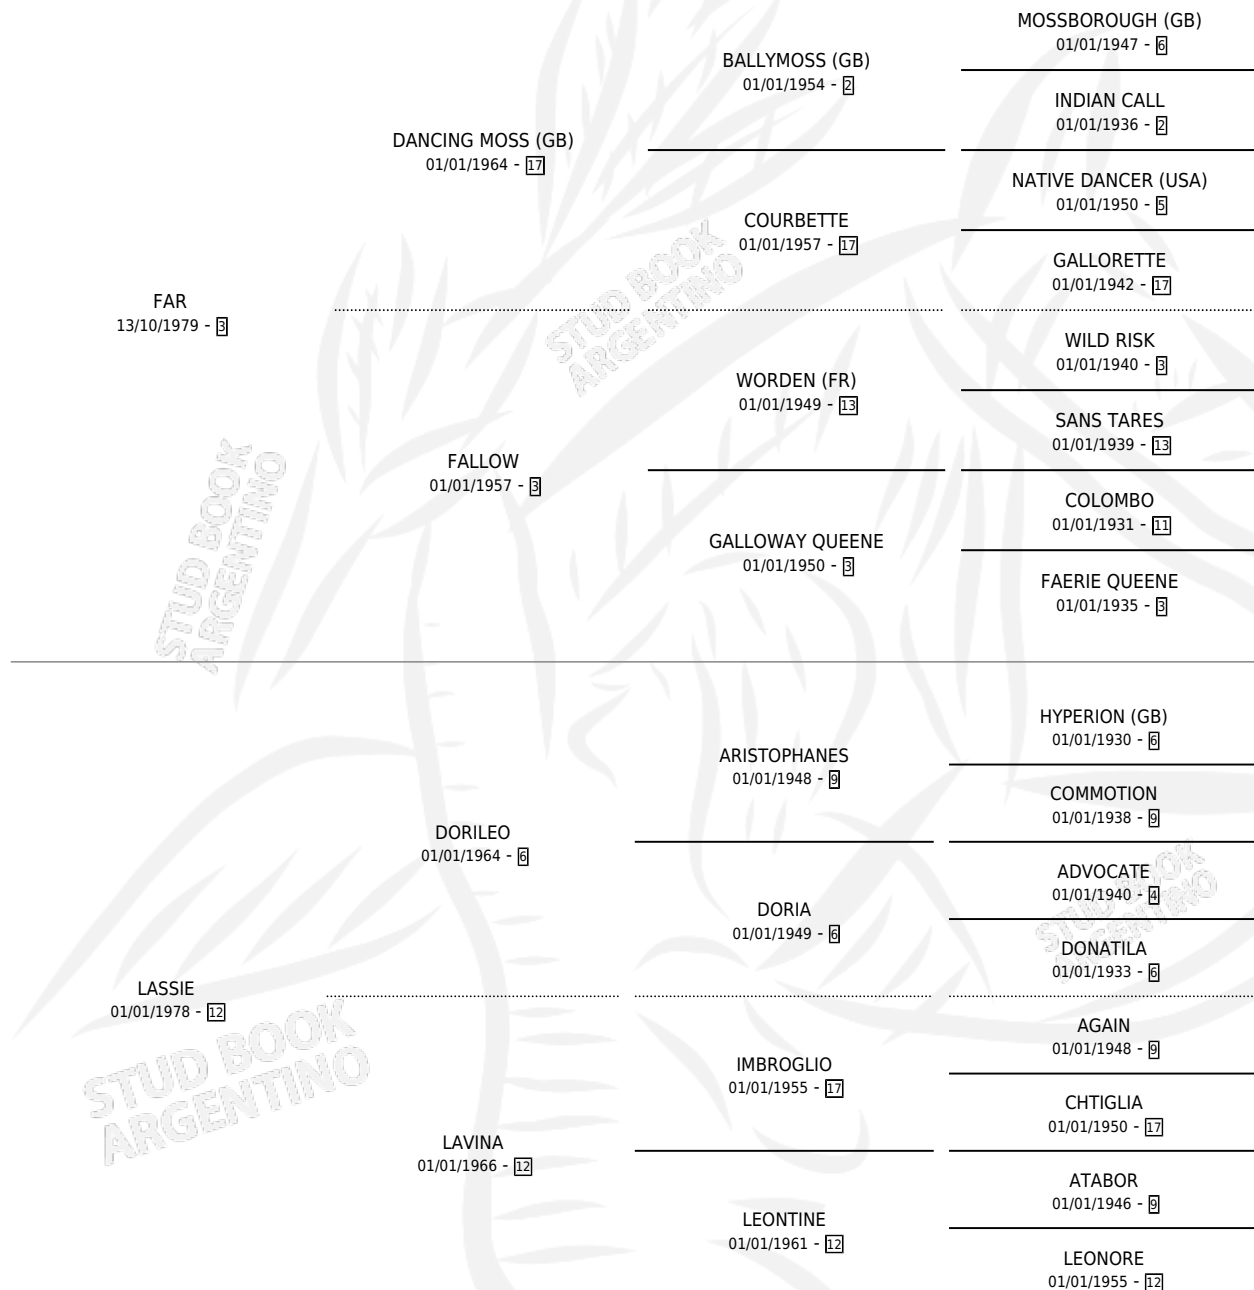 MOSSBOROUGH (GB)
01/01/1947 - 6
BALLYMOSS (GB)
01/01/1954 - 2
INDIAN CALL
01/01/1936 - 2
DANCING MOSS (GB)
01/01/1964 - 17
NATIVE DANCER (USA)
01/01/1950 - 5
COURBETTE
01/01/1957 - 17
GALLORETTE
01/01/1942 - 17
FAR
13/10/1979 - 3
WILD RISK
01/01/1940 - 3
WORDEN (FR)
01/01/1949 - 13
SANS TARES
01/01/1939 - 13
FALLOW
01/01/1957 - 3
COLOMBO
01/01/1931 - 11
GALLOWAY QUEENE
01/01/1950 - 3
FAERIE QUEENE
01/01/1935 - 3
HYPERION (GB)
01/01/1930 - 6
ARISTOPHANES
01/01/1948 - 9
COMMOTION
01/01/1938 - 9
DORILEO
01/01/1964 - 6
ADVOCATE
01/01/1940 - 4
DORIA
01/01/1949 - 6
DONATILA
01/01/1933 - 6
LASSIE
01/01/1978 - 12
AGAIN
01/01/1948 - 9
IMBROGLIO
01/01/1955 - 17
CHTIGLIA
01/01/1950 - 17
LAVINA
01/01/1966 - 12
ATABOR
01/01/1946 - 9
LEONTINE
01/01/1961 - 12
LEONORE
01/01/1955 - 12
STUD BOOK
ARGENTINO
STUD BOOK
ARGENTINO
STUD BOOK
ARGENTINO
STUD BOOK
ARGENTINO